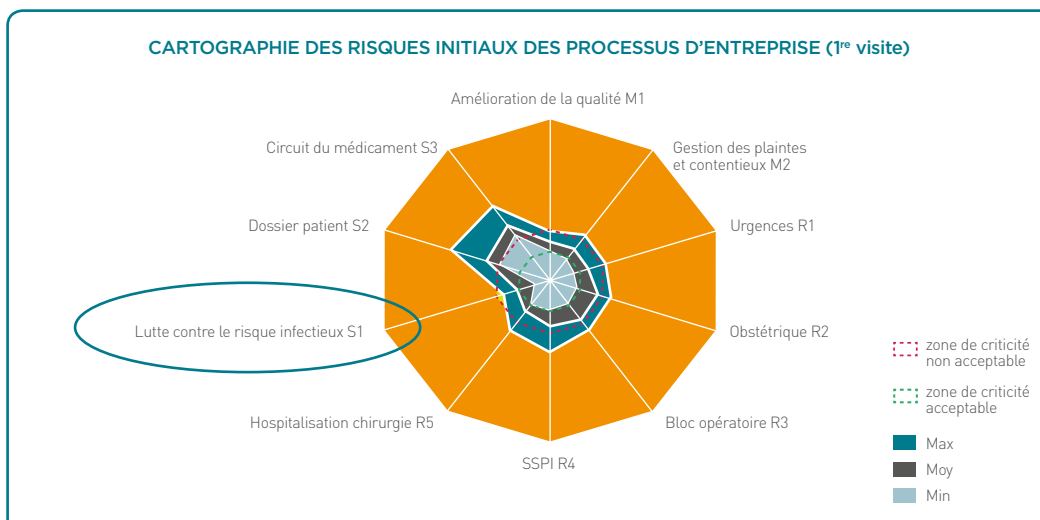 CARTOGRAPHIE DES RISQUES INITIAUX DES PROCESSUS D'ENTREPRISE (1re visite)
Amélioration de la qualité M1
Circuit du médicament S3
Gestion des plaintes
et contentieux M2
Dossier patient S2
Urgences R1
Lutte contre le risque infectieux S1
Obstétrique R2
Hospitalisation chirurgie R5
Bloc opératoire R3
SSPI R4
zone de criticité
non acceptable
zone de criticité
acceptable
Max
Moy
Min